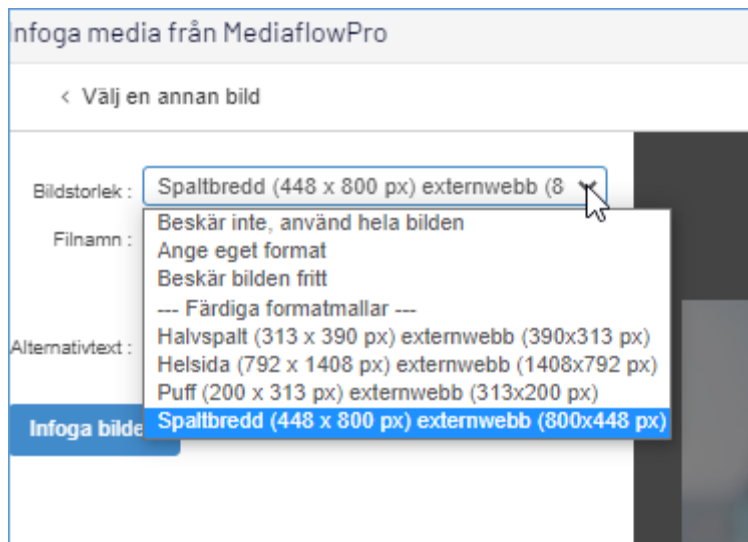 Infoga media från MediaflowPro
< Välj en annan bild
Bildstorlek : Spaltbredd (448 x 800 px) externwebb (8
Beskär inte, använd hela bilden
Filnamn :
Ange eget format
Beskär bilden fritt
--- Färdiga formatmallar ---
Halvspalt (313 x 390 px) externwebb (390x313 px)
Alternativtext :
Helsida (792 x 1408 px) externwebb (1408x792 px)
Puff (200 x 313 px) externwebb (313x200 px)
Spaltbredd (448 x 800 px) externwebb (800x448 px)
Infoga bilde